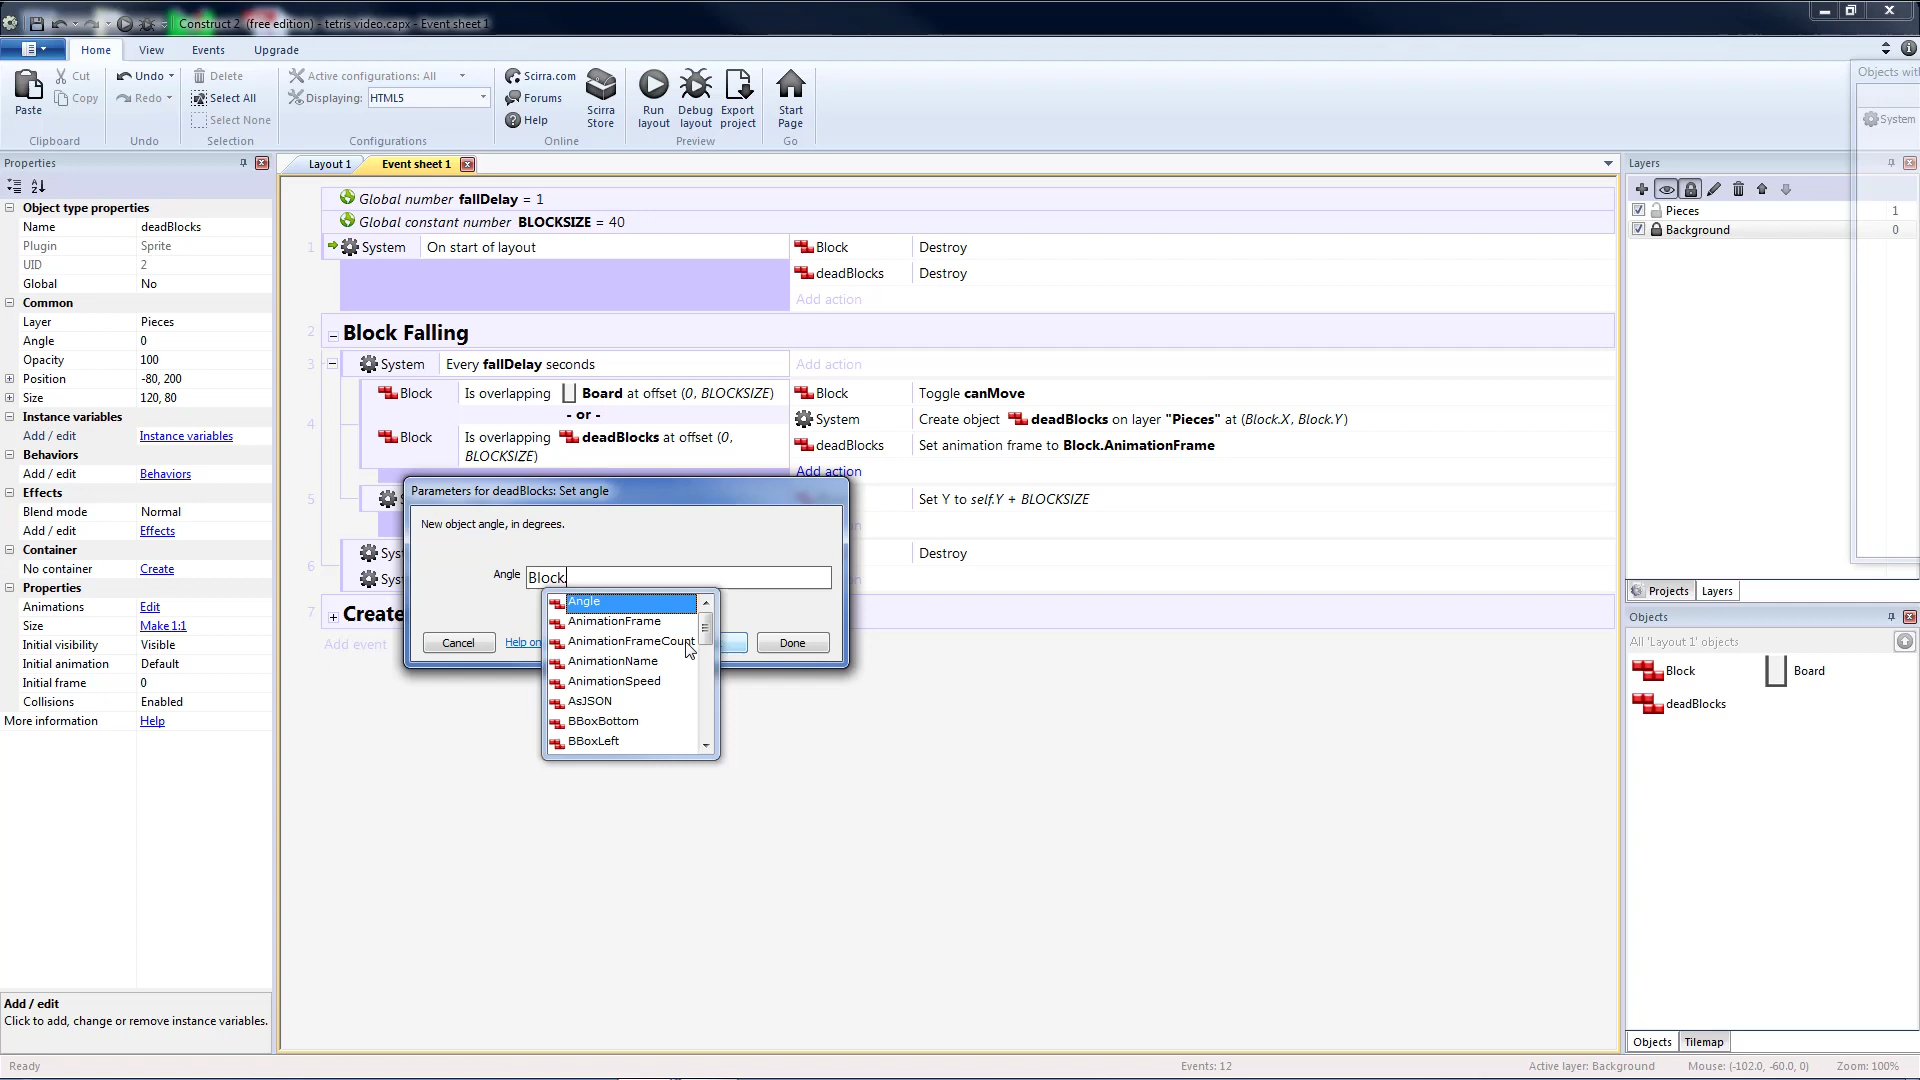 Construct 2 (free edition) - tetris video.capx - Event sheet 1
Home View Events Upgrade
Paste
Cut
Copy
Clipboard
Undo
Redo
Undo
Delete
Select All
Select None
Selection
Active configurations: All
Displaying: HTML5
Configurations
Scirra.com
Forums
Help
Scirra Store
Online
Run layout
Debug layout
Export project
Preview
Start Page
Go
Properties
Object type properties
Name deadBlocks
Plugin Sprite
UID 2
Global No
Common
Layer Pieces
Angle 0
Opacity 100
Position -80, 200
Size 120, 80
Instance variables
Add / edit Instance variables
Behaviors
Add / edit Behaviors
Effects
Blend mode Normal
Add / edit Effects
Container
No container Create
Properties
Animations Edit
Size Make 1:1
Initial visibility Visible
Initial animation Default
Initial frame 0
Collisions Enabled
More information Help
Add / edit
Click to add, change or remove instance variables.
Ready
Layout 1 Event sheet 1
Global number fallDelay = 1
Global constant number BLOCKSIZE = 40
1 System On start of layout Block Destroy
deadBlocks Destroy
Add action
2 Block Falling
3 System Every fallDelay seconds Add action
4 Block Is overlapping Board at offset (0, BLOCKSIZE) Block Toggle canMove
- or -
System Create object deadBlocks on layer "Pieces" at (Block.X, Block.Y)
Block Is overlapping deadBlocks at offset (0, BLOCKSIZE) deadBlocks Set animation frame to Block.AnimationFrame
Add action
5 Set Y to self.Y + BLOCKSIZE
6 Sys Destroy
Sys
7 Create
Add event
Parameters for deadBlocks: Set angle
New object angle, in degrees.
Angle Block.
Cancel Help on Done
Angle
AnimationFrame
AnimationFrameCount
AnimationName
AnimationSpeed
AsJSON
BBoxBottom
BBoxLeft
Objects with
System
Layers
Pieces 1
Background 0
Projects Layers
Objects
All 'Layout 1' objects
Block Board
deadBlocks
Objects Tilemap
Events: 12 Active layer: Background Mouse: (-102.0, -60.0, 0) Zoom: 100%